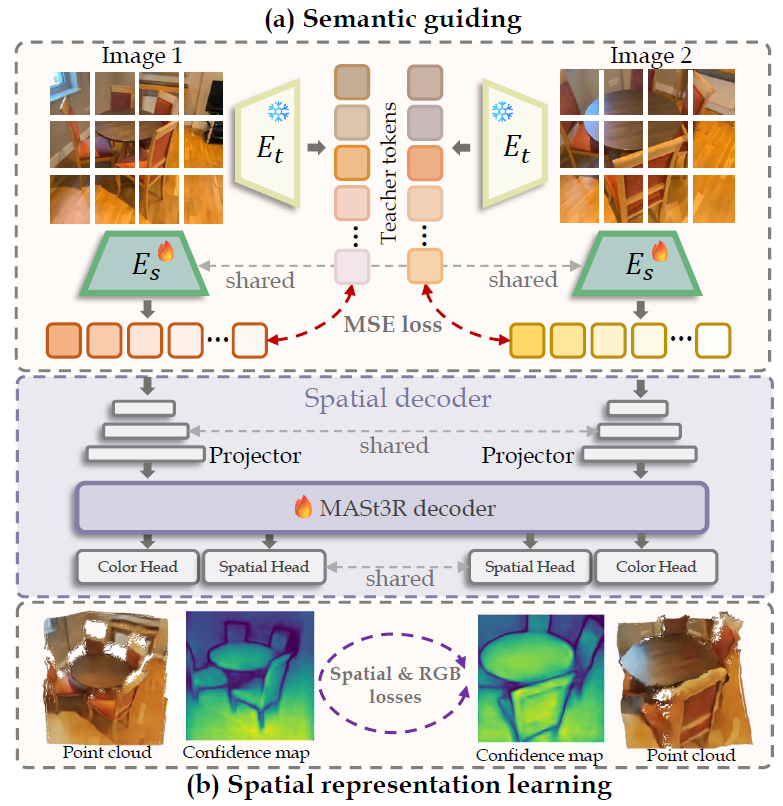 (a) Semantic guiding
Image 1
Image 2
E_t
Teacher tokens
E_t
E_s
shared
shared
E_s
MSE loss
Spatial decoder
shared
Projector
Projector
MASt3R decoder
Color Head
Spatial Head
shared
Spatial Head
Color Head
Spatial & RGB
losses
Point cloud
Confidence map
Confidence map
Point cloud
(b) Spatial representation learning